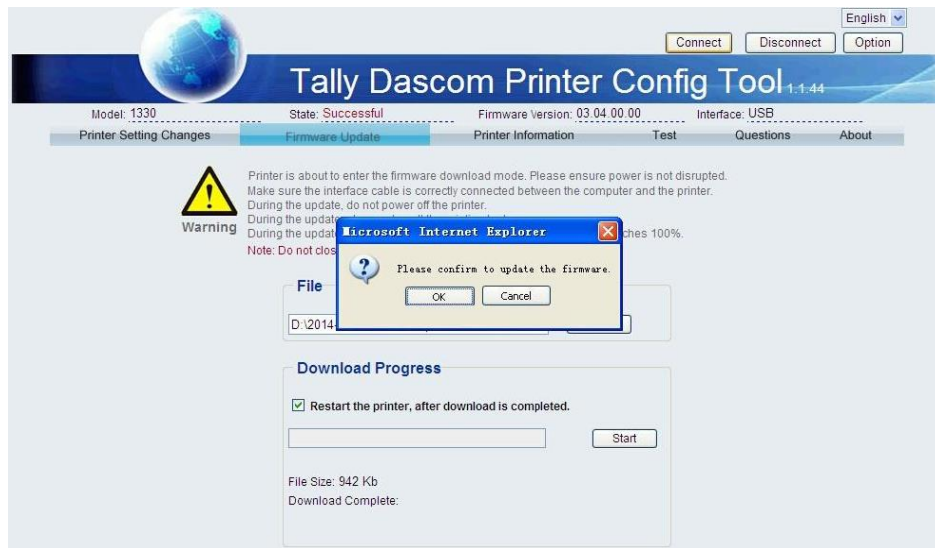 English
Connect Disconnect Option
Tally Dascom Printer Config Tool 1.1.44
Model: 1330 State: Successful Firmware Version: 03.04.00.00 Interface: USB
Printer Setting Changes Firmware Update Printer Information Test Questions About
Printer is about to enter the firmware download mode. Please ensure power is not disrupted.
Make sure the interface cable is correctly connected between the computer and the printer.
During the update, do not power off the printer.
During the updat
Warning
During the updat ches 100%.
Note: Do not clos
Microsoft Internet Explorer
Please confirm to update the firmware.
OK Cancel
File
D:\2014
Download Progress
Restart the printer, after download is completed.
Start
File Size: 942 Kb
Download Complete: